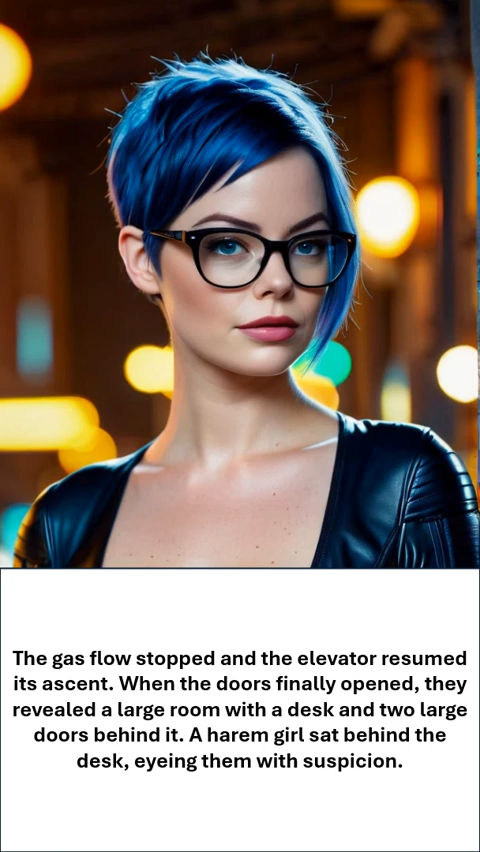 The gas flow stopped and the elevator resumed
its ascent. When the doors finally opened, they
revealed a large room with a desk and two large
doors behind it. A harem girl sat behind the
desk, eyeing them with suspicion.